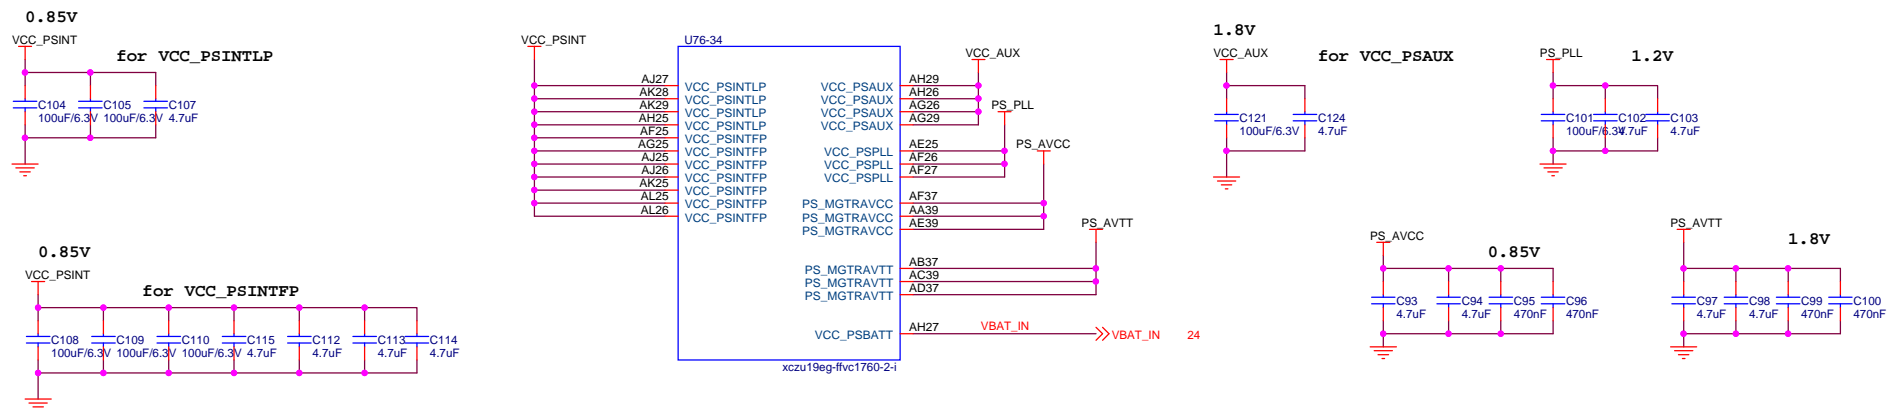 0.85V
VCC_PSINT
for VCC_PSINTLP
C104
100uF/6.3V
C105
100uF/6.3V
C107
4.7uF
0.85V
VCC_PSINT
for VCC_PSINTFP
C108
100uF/6.3V
C109
100uF/6.3V
C110
100uF/6.3V
C115
4.7uF
C112
4.7uF
C113
4.7uF
C114
4.7uF
VCC_PSINT
U76-34
AJ27 VCC_PSINTLP
AK28 VCC_PSINTLP
AK29 VCC_PSINTLP
AH25 VCC_PSINTLP
AF25 VCC_PSINTFP
AG25 VCC_PSINTFP
AJ25 VCC_PSINTFP
AJ26 VCC_PSINTFP
AK25 VCC_PSINTFP
AL25 VCC_PSINTFP
AL26 VCC_PSINTFP
VCC_PSAUX AH29
VCC_PSAUX AH26
VCC_PSAUX AG26
VCC_PSAUX AG29
VCC_PSPLL AE25
VCC_PSPLL AF26
VCC_PSPLL AF27
PS_MGTRAVCC AF37
PS_MGTRAVCC AA39
PS_MGTRAVCC AE39
PS_MGTRAVTT AB37
PS_MGTRAVTT AC39
PS_MGTRAVTT AD37
VCC_PSBATT AH27 VBAT_IN VBAT_IN 24
xczu19eg-ffvc1760-2-i
VCC_AUX
PS_PLL
PS_AVCC
PS_AVTT
1.8V
VCC_AUX
for VCC_PSAUX
C121
100uF/6.3V
C124
4.7uF
PS_PLL
1.2V
C101
100uF/6.3V
C102
4.7uF
C103
4.7uF
PS_AVCC
0.85V
C93
4.7uF
C94
4.7uF
C95
470nF
C96
470nF
PS_AVTT
1.8V
C97
4.7uF
C98
4.7uF
C99
470nF
C100
470nF